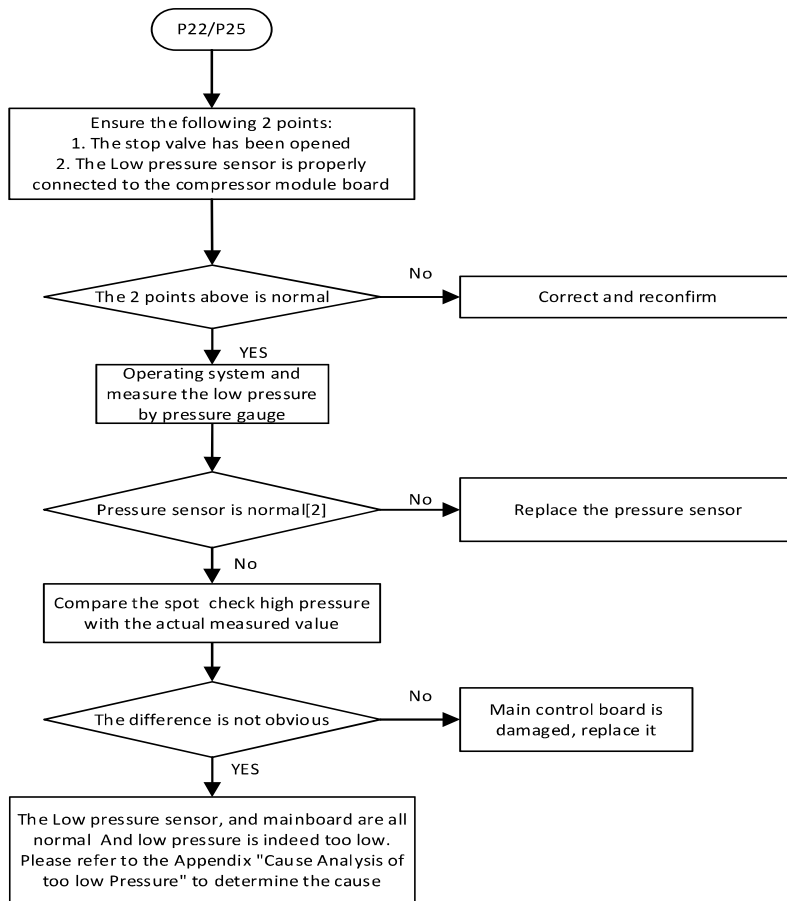 P22/P25
Ensure the following 2 points:
1. The stop valve has been opened
2. The Low pressure sensor is properly
connected to the compressor module board
The 2 points above is normal
No
Correct and reconfirm
YES
Operating system and
measure the low pressure
by pressure gauge
Pressure sensor is normal[2]
No
Replace the pressure sensor
No
Compare the spot check high pressure
with the actual measured value
The difference is not obvious
No
Main control board is
damaged, replace it
YES
The Low pressure sensor, and mainboard are all
normal And low pressure is indeed too low.
Please refer to the Appendix "Cause Analysis of
too low Pressure" to determine the cause